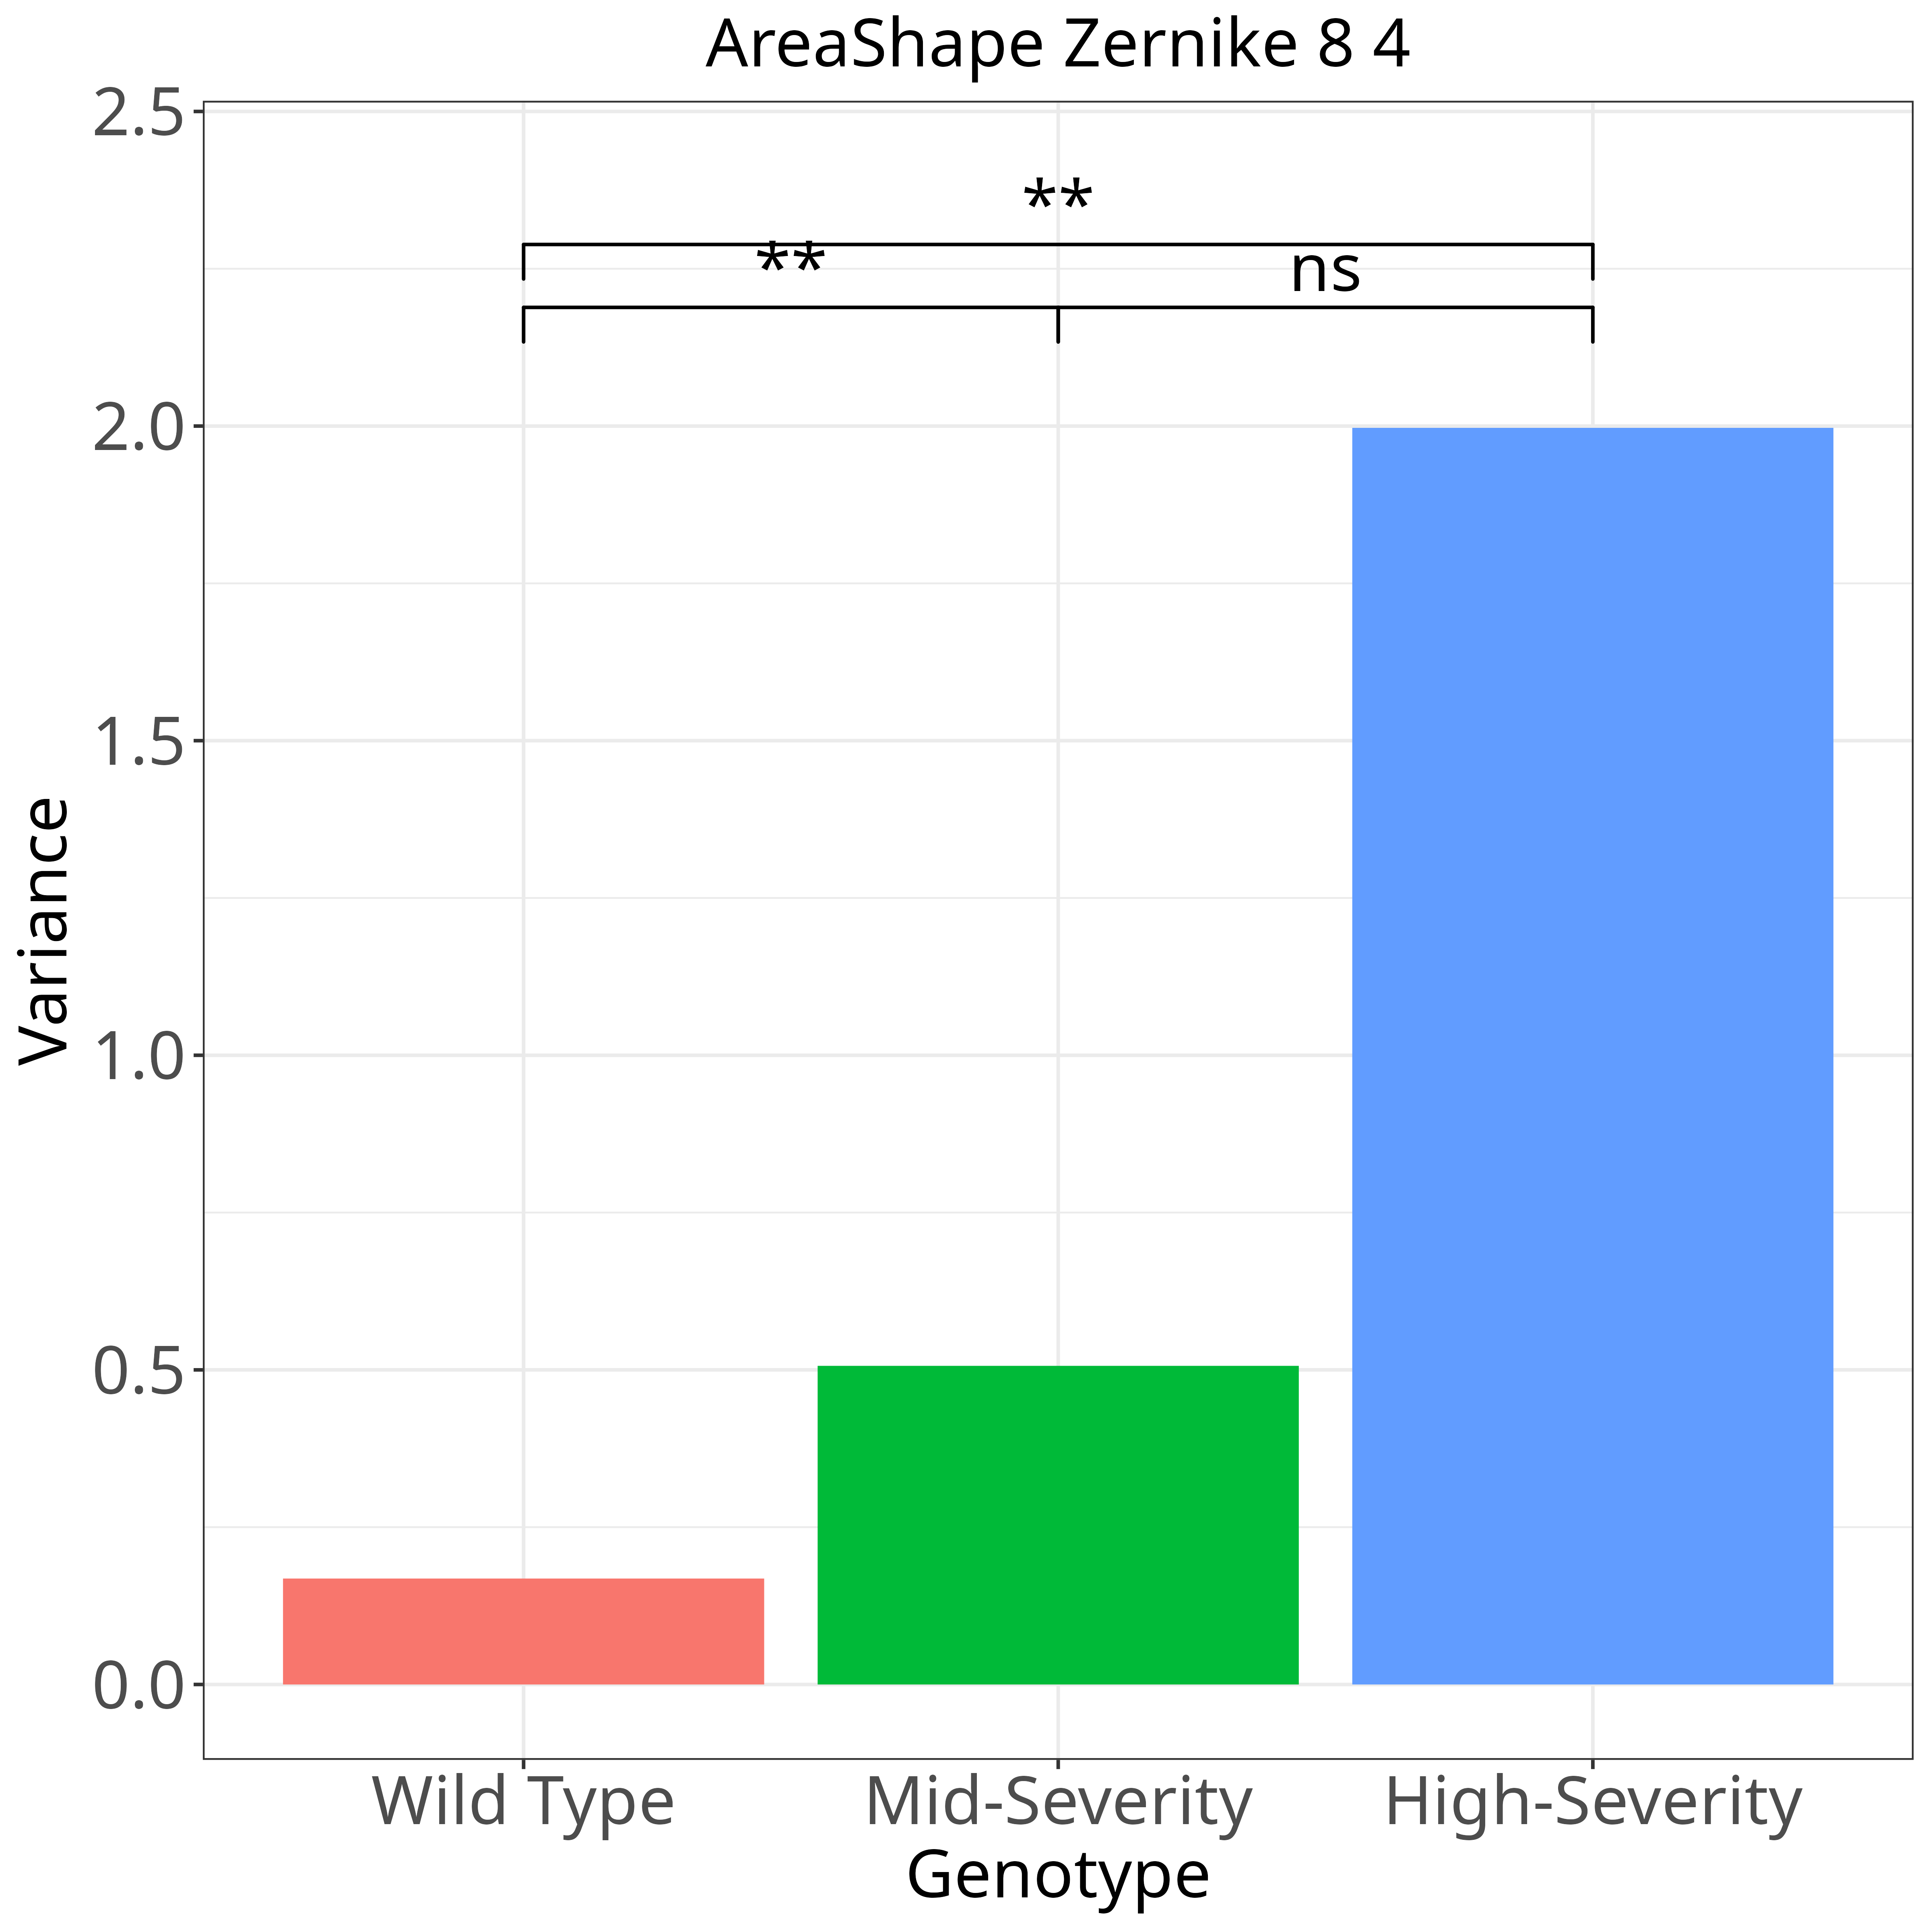 AreaShape Zernike 8 4
2.5
**
**
ns
2.0
1.5
Variance
1.0
0.5
0.0
Wild Type Mid-Severity High-Severity
Genotype